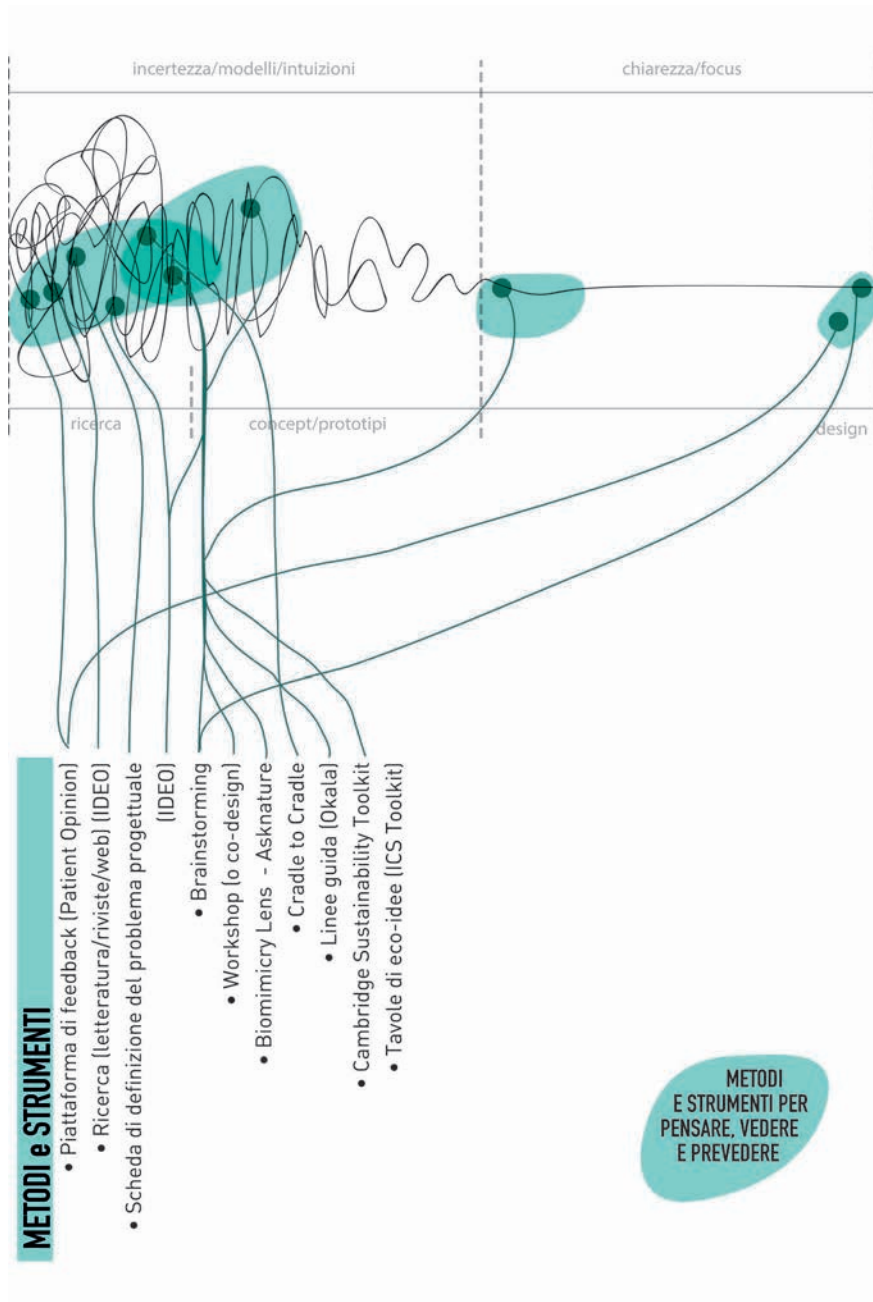 incertezza/modelli/intuizioni
chiarezza/focus
ricerca
concept/prototipi
design
METODI e STRUMENTI
• Piattaforma di feedback (Patient Opinion)
• Ricerca (letteratura/riviste/web) (IDEO)
• Scheda di definizione del problema progettuale
(IDEO)
• Brainstorming
• Workshop (o co-design)
• Biomimicry Lens - Asknature
• Cradle to Cradle
• Linee guida (Okala)
• Cambridge Sustainability Toolkit
• Tavole di eco-idee (ICS Toolkit)
METODI
E STRUMENTI PER
PENSARE, VEDERE
E PREVEDERE